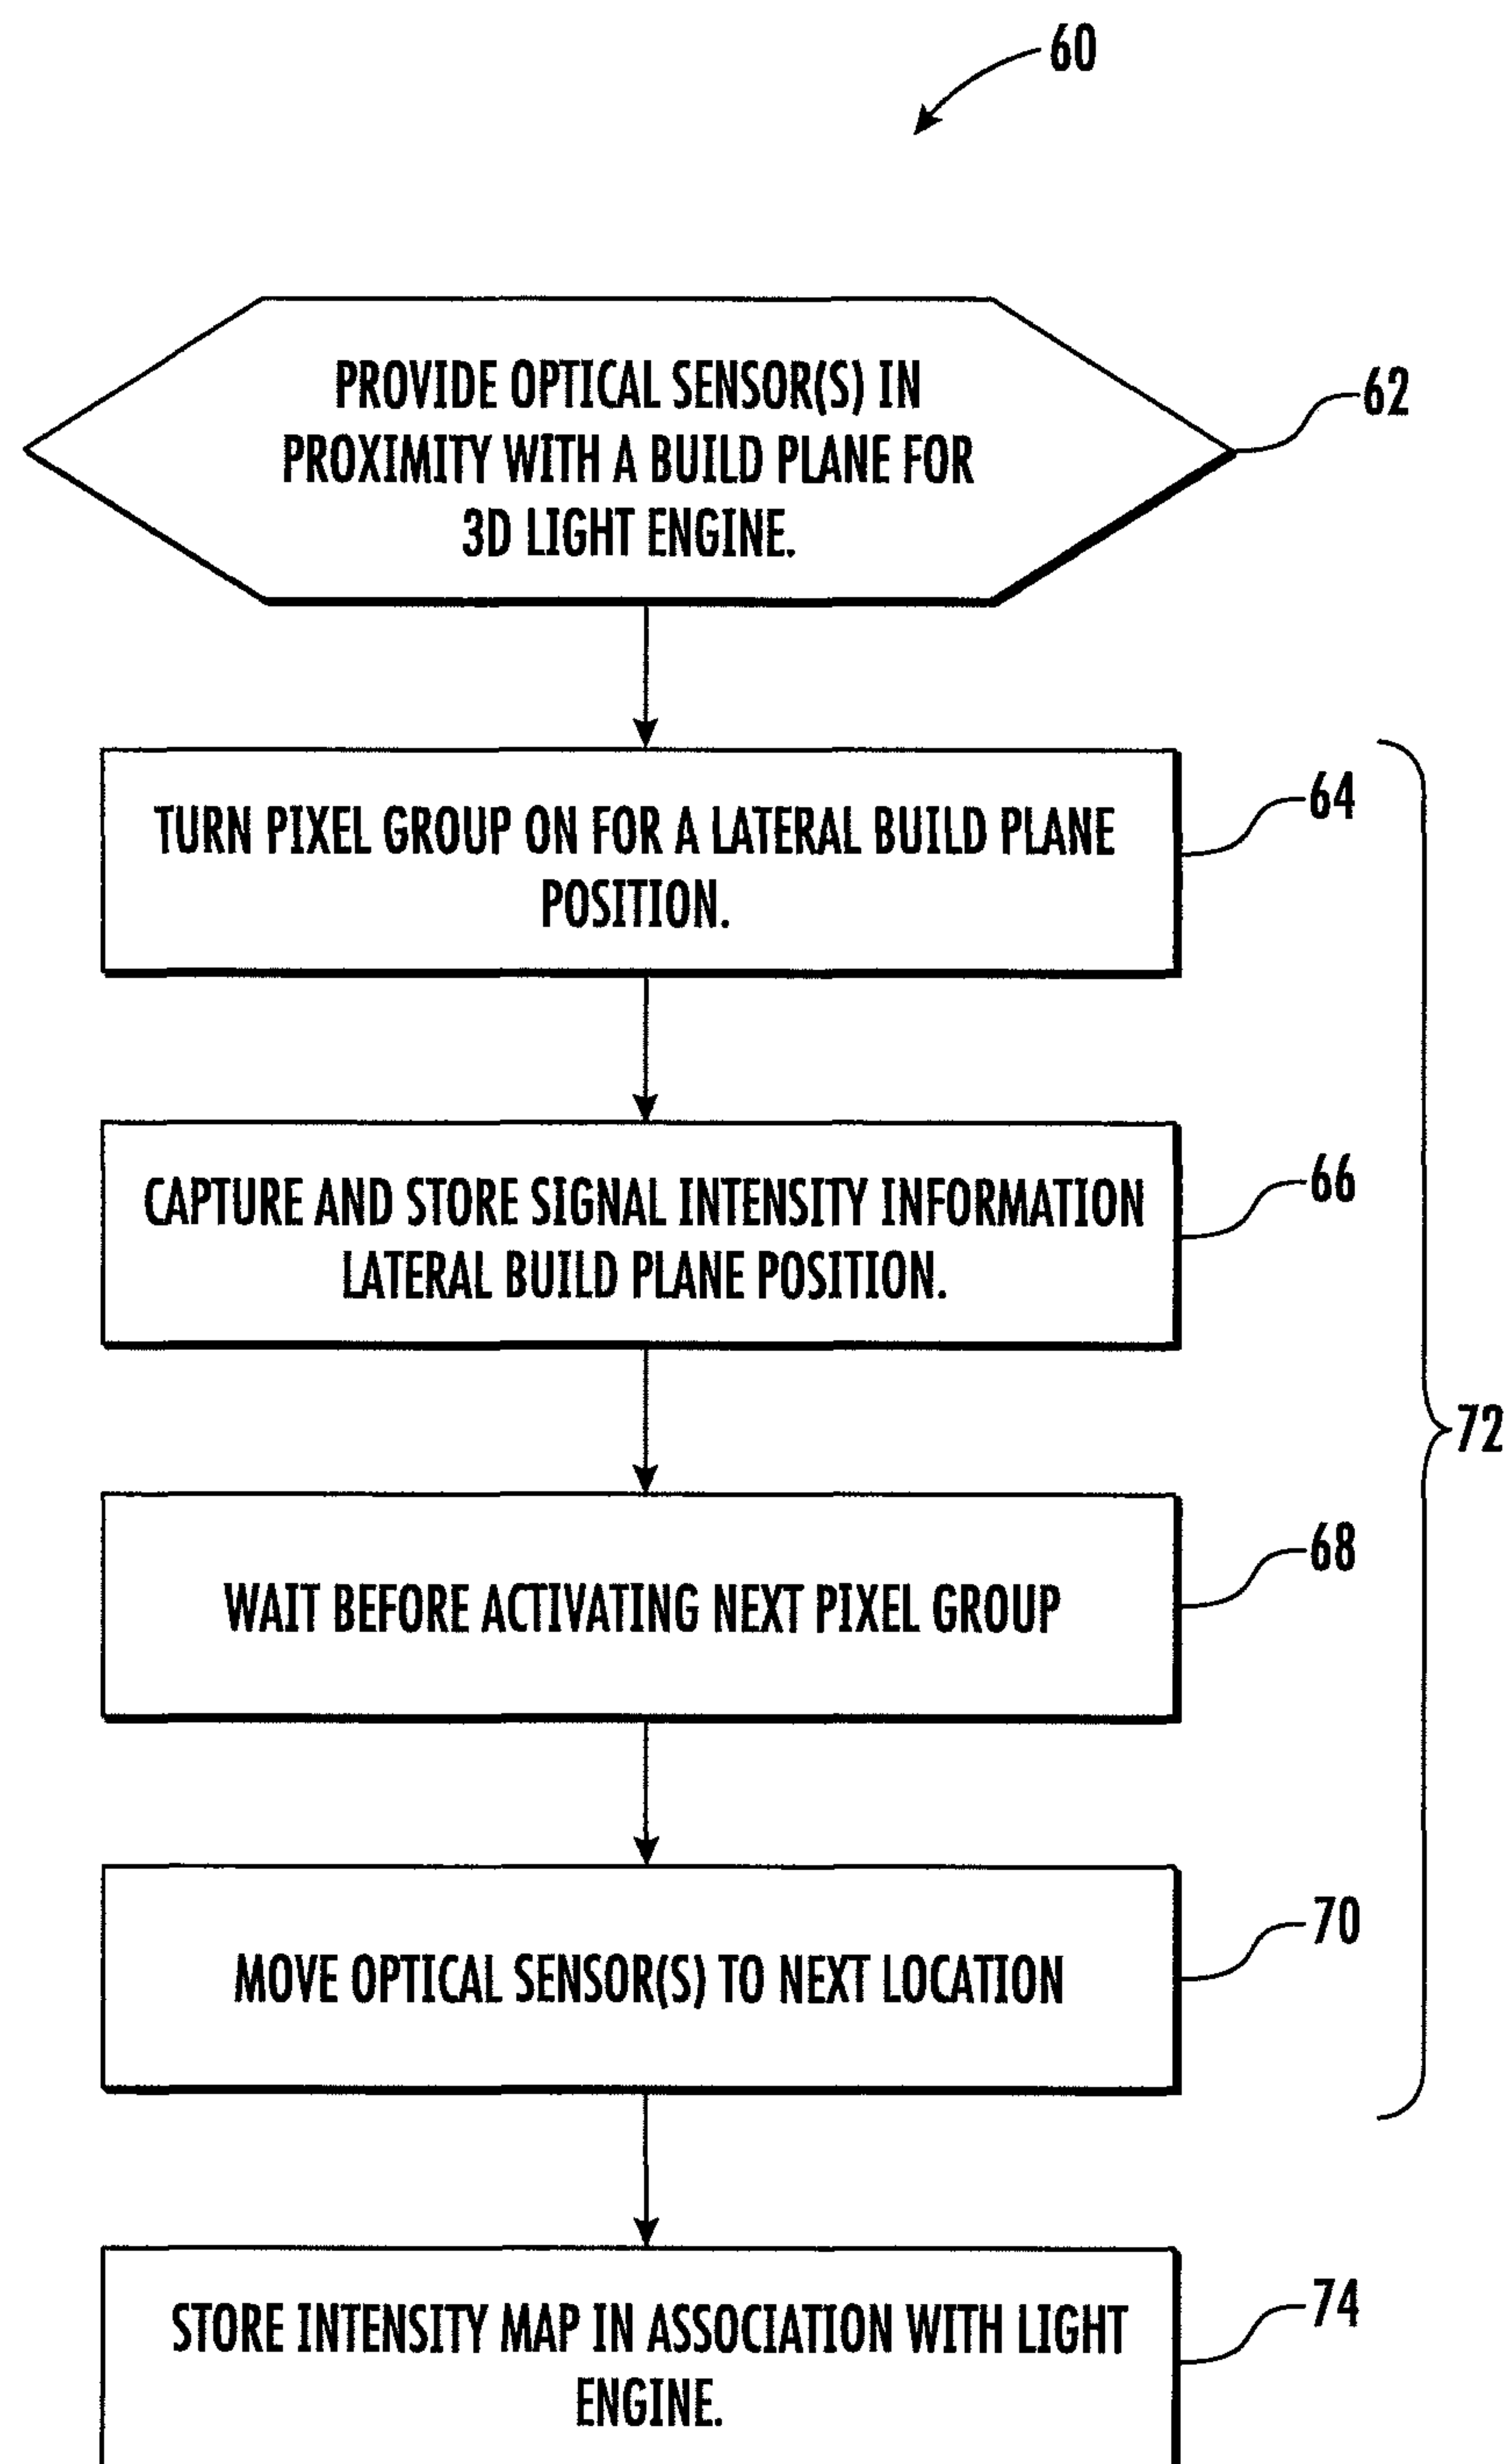 60
PROVIDE OPTICAL SENSOR(S) IN
PROXIMITY WITH A BUILD PLANE FOR
3D LIGHT ENGINE.
62
TURN PIXEL GROUP ON FOR A LATERAL BUILD PLANE
POSITION.
64
CAPTURE AND STORE SIGNAL INTENSITY INFORMATION
LATERAL BUILD PLANE POSITION.
66
72
WAIT BEFORE ACTIVATING NEXT PIXEL GROUP
68
MOVE OPTICAL SENSOR(S) TO NEXT LOCATION
70
STORE INTENSITY MAP IN ASSOCIATION WITH LIGHT
ENGINE.
74